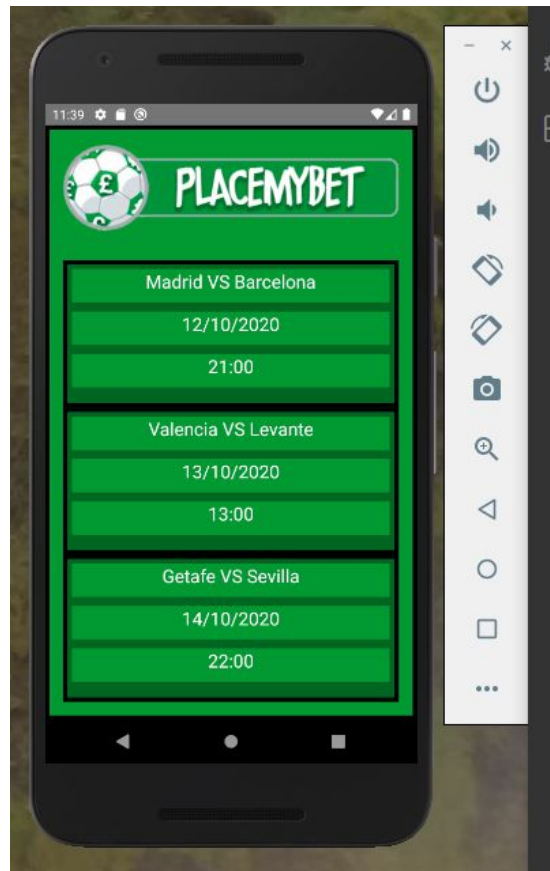 11:39
£
PLACEMYBET
Madrid VS Barcelona
12/10/2020
21:00
Valencia VS Levante
13/10/2020
13:00
Getafe VS Sevilla
14/10/2020
22:00